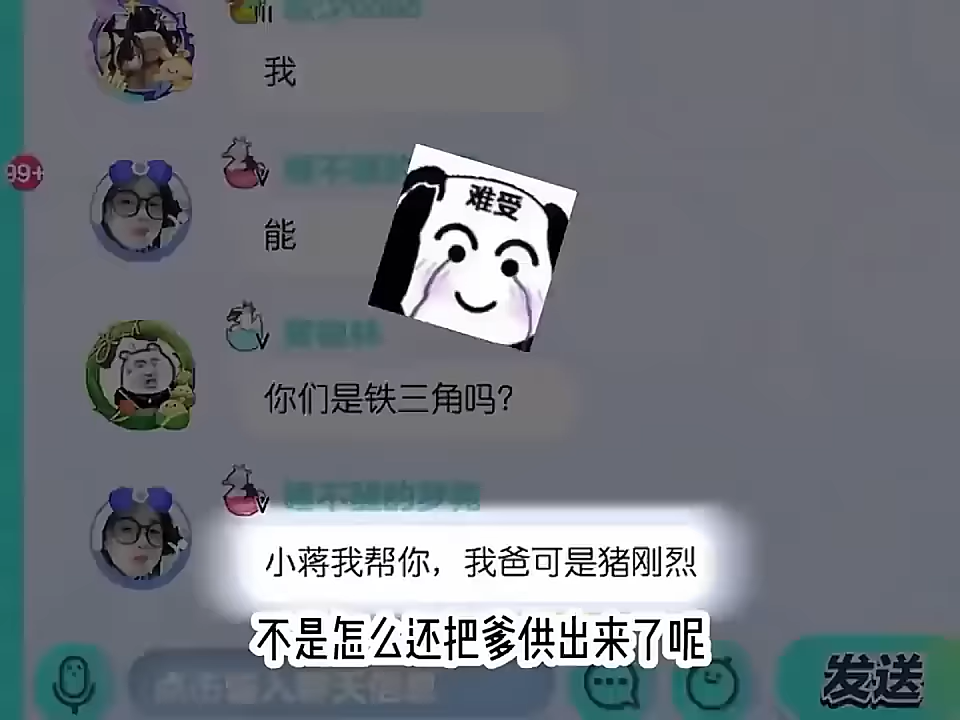 我
99+
难受
能
你们是铁三角吗?
小蒋我帮你，我爸可是猪刚烈
不是怎么还把爹供出来了呢
发送